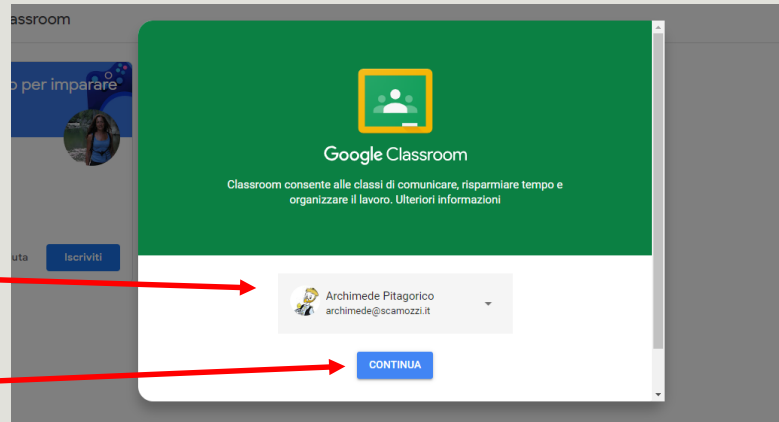 assroom
o per imparare
uta
Iscriviti
Google Classroom
Classroom consente alle classi di comunicare, risparmiare tempo e
organizzare il lavoro. Ulteriori informazioni
Archimede Pitagorico
archimede@scamozzi.it
CONTINUA